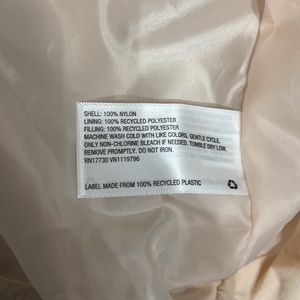 SHELL: 100% NYLON
LINING: 100% RECYCLED POLYESTER
FILLING: 100% RECYCLED POLYESTER
MACHINE WASH COLD WITH LIKE COLORS, GENTLE CYCLE.
ONLY NON-CHLORINE BLEACH IF NEEDED. TUMBLE DRY LOW.
REMOVE PROMPTLY. DO NOT IRON.
RN17730 VN1119796
LABEL MADE FROM 100% RECYCLED PLASTIC